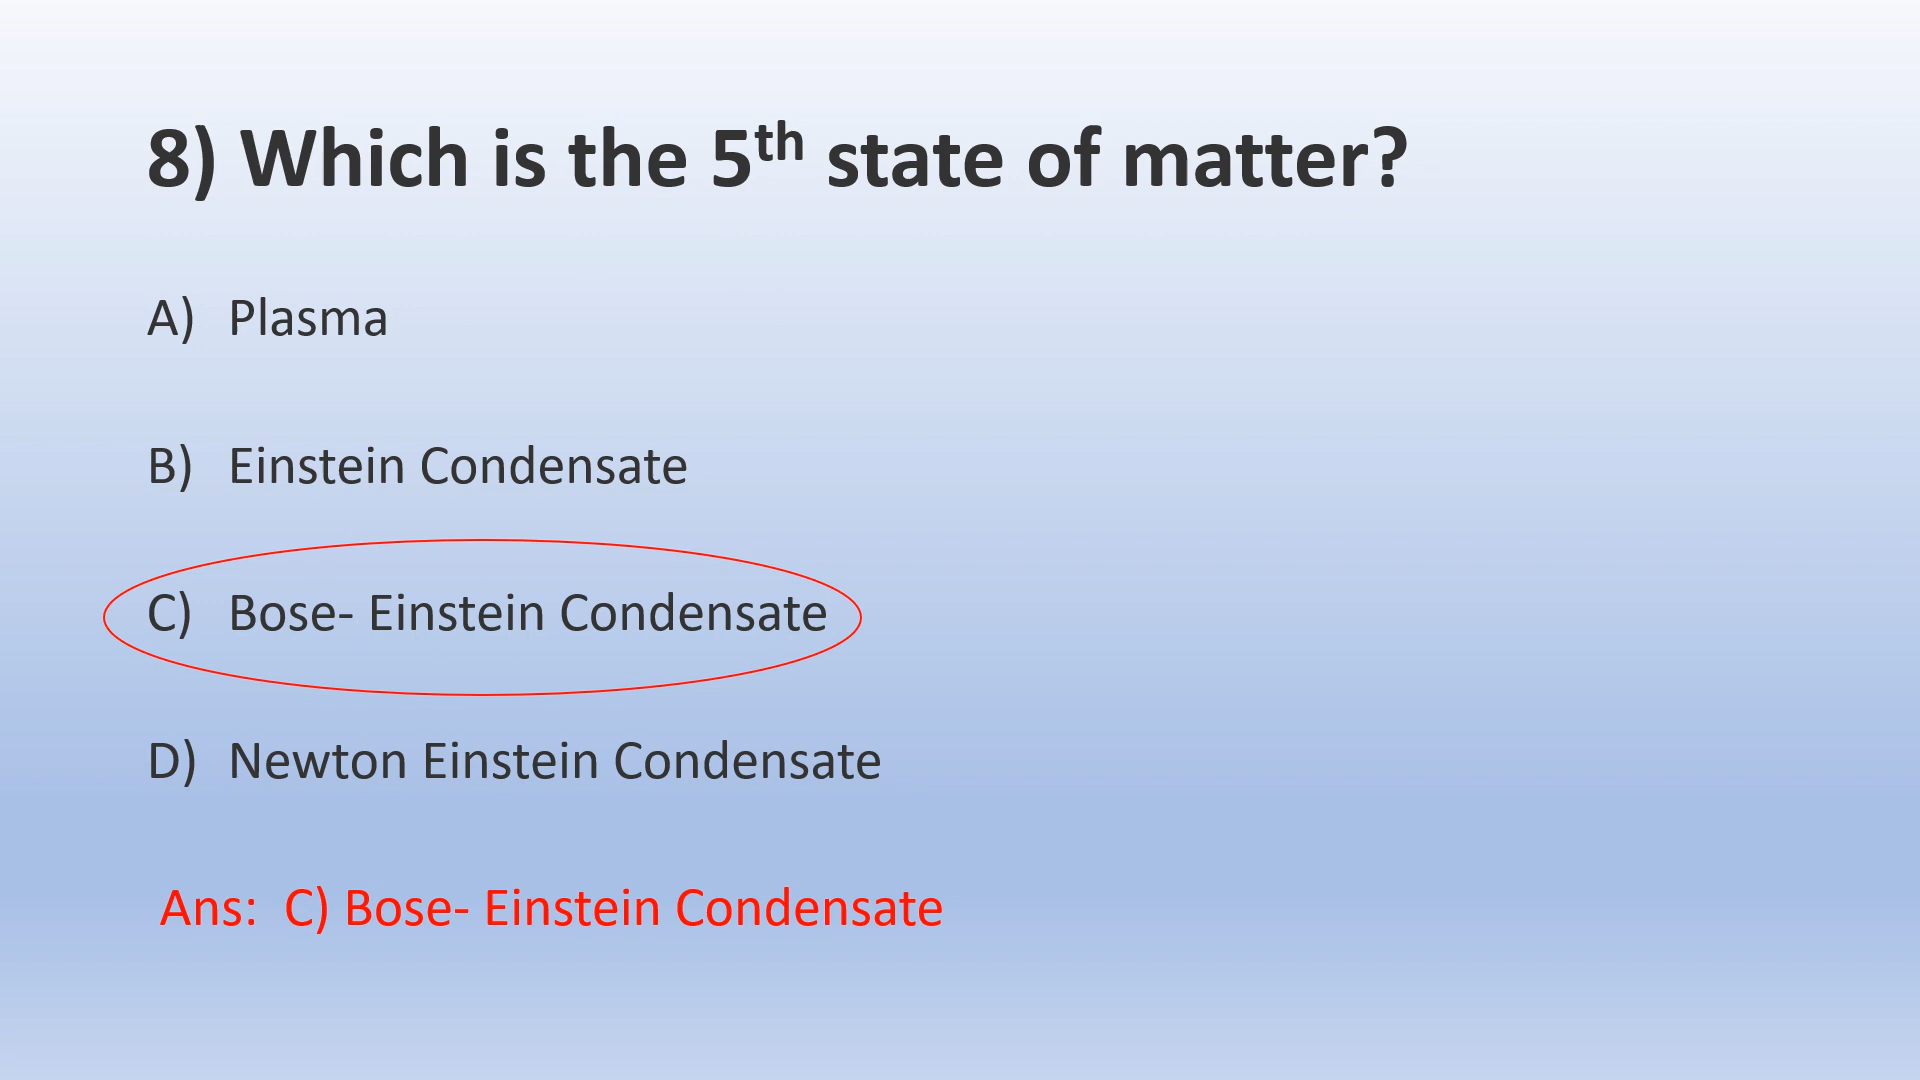 8) Which is the 5th state of matter?
A) Plasma
B) Einstein Condensate
C) Bose- Einstein Condensate
D) Newton Einstein Condensate
Ans: C) Bose- Einstein Condensate